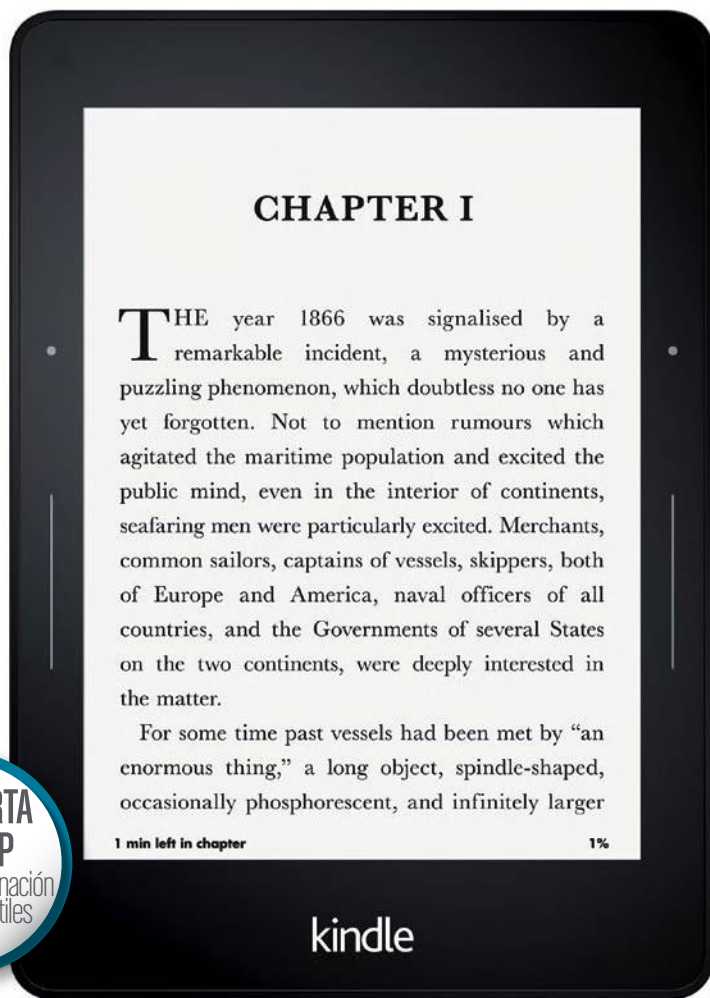 CHAPTER I
THE year 1866 was signalised by a
remarkable incident, a mysterious and
puzzling phenomenon, which doubtless no one has
yet forgotten. Not to mention rumours which
agitated the maritime population and excited the
public mind, even in the interior of continents,
seafaring men were particularly excited. Merchants,
common sailors, captains of vessels, skippers, both
of Europe and America, naval officers of all
countries, and the Governments of several States
on the two continents, were deeply interested in
the matter.
For some time past vessels had been met by “an
enormous thing,” a long object, spindle-shaped,
occasionally phosphorescent, and infinitely larger
1 min left in chapter 1%
kindle